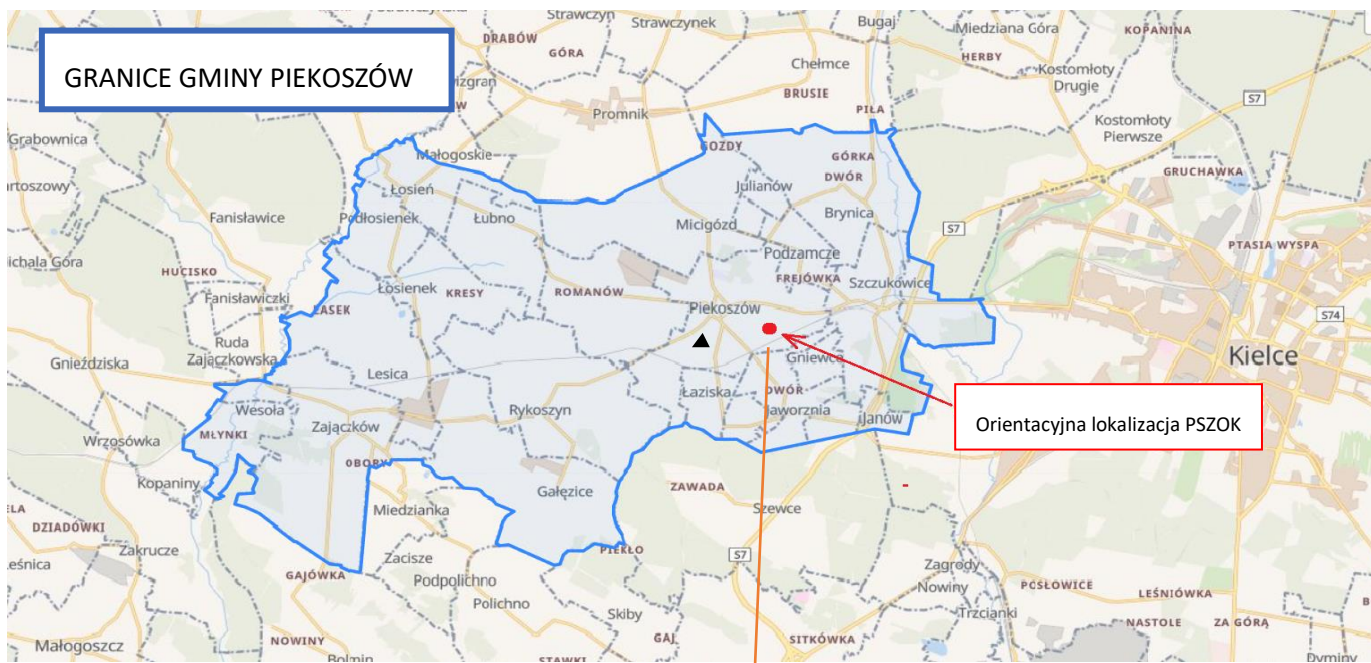 Strawczyn
Strawczynek
Bugaj
Miedziana Góra
KOPANINA
DRABÓW
GÓRA
HERBY
GRANICE GMINY PIEKOSZÓW
Chełmce
Kostomłoty
Drugie
BRUSIE
S7
Promnik
PIŁA
Kostomłoty
Pierwsze
Grabownica
Małogoskie
GOZDY
GÓRKA
DWÓR
GRUCHAWKA
Łosień
Julianów
Fanisławice
Podłosienek
Łubno
Micigózd
Brynica
S7
PTASIA WYSPA
Podzamcze
HUCISKO
FREJÓWKA
Szczukowice
Fanisławiczki
Łosienek
KRESY
ROMANÓW
Piekoszów
S74
Ruda
Zajączkowska
Gnieździska
Gniewce
Kielce
Lesica
Łaziska
DWÓR
Wesoła
Rykoszyn
Jaworznia
Janów
Orientacyjna lokalizacja PSZOK
MŁYNKI
Zajączków
Wrzosówka
OBORY
Kopaniny
Gałęzice
ZAWADA
DZIADÓWKI
Miedzianka
Szewce
Zakrucze
PIEKŁO
S7
Zacisze
Zagrody
GAJÓWKA
Podpolichno
Nowiny
POSŁOWICE
LEŚNIÓWKA
Polichno
Skiby
Trzcianki
NASTOLE
ZA GÓRĄ
Małogoszcz
NOWINY
GAJ
SITKÓWKA
Bolmin
STAWKI
Dyminy